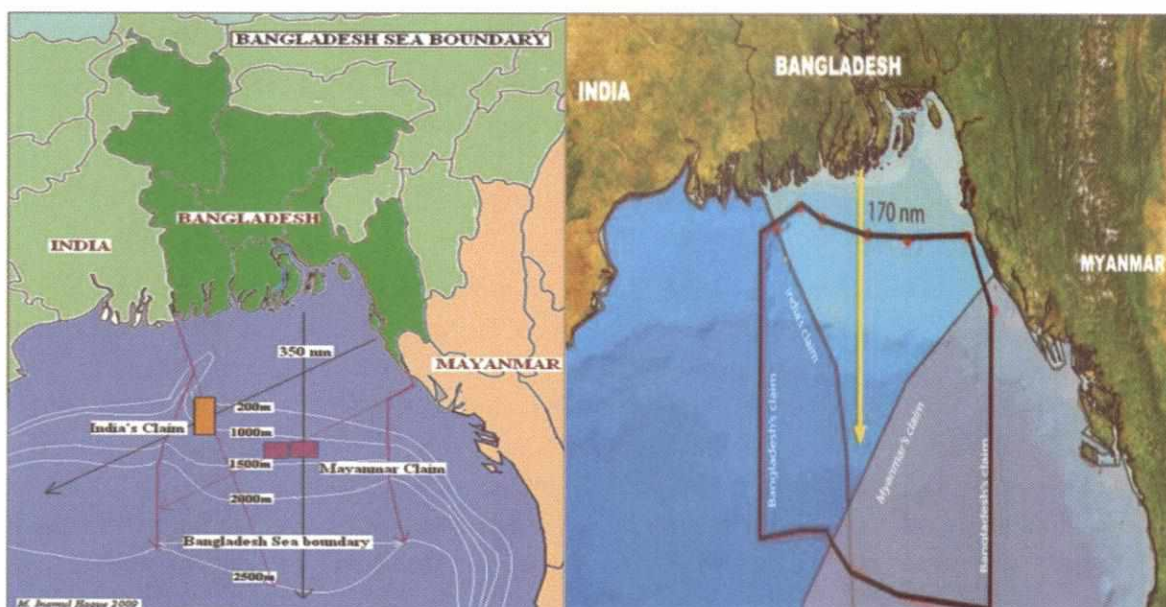 BANGLADESH SEA BOUNDARY
BANGLADESH
INDIA
350 nm
MAYANMAR
200m
India's Claim
1000m
1500m
Mayanmar Claim
2000m
Bangladesh Sea boundary
2500m
M. Inamul Haque 2009
BANGLADESH
INDIA
170 nm
MYANMAR
India's claim
Bangladesh's claim
Myanmar's claim
Bangladesh's claim